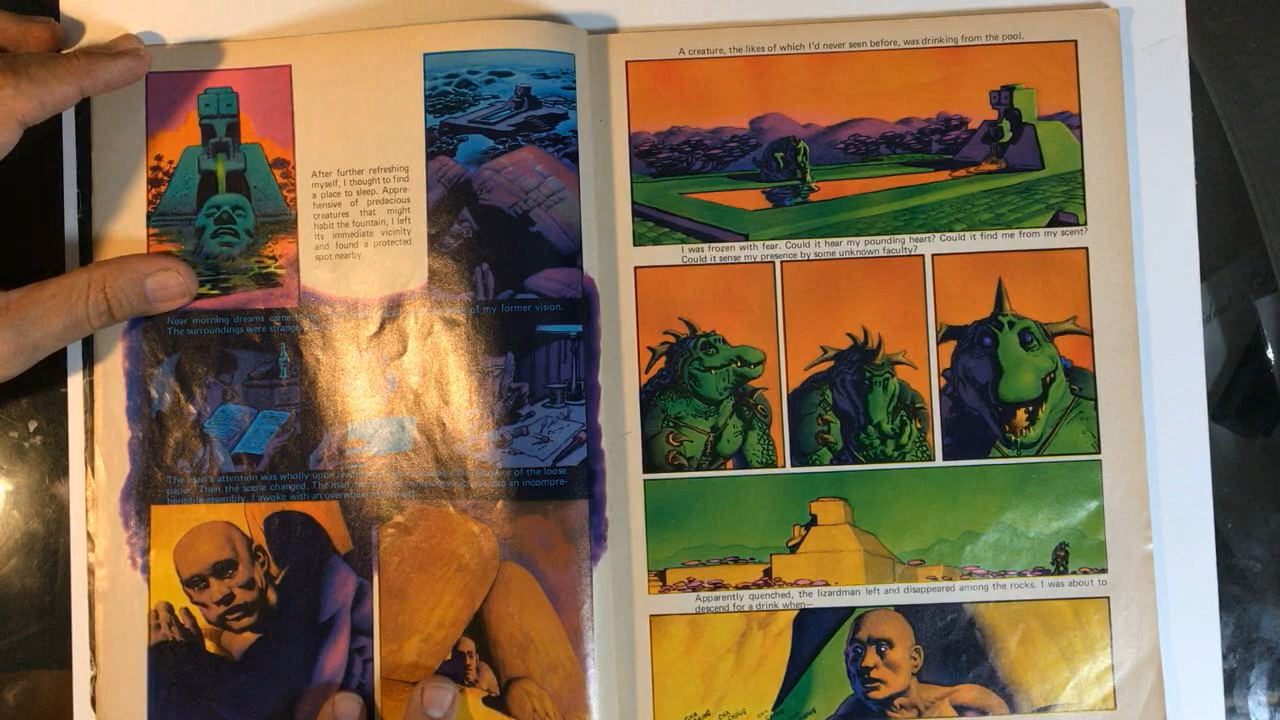 After further refreshing
myself, I thought to find
a place to sleep. Appre-
hensive of predacious
creatures that might
habit the fountain, I left
its immediate vicinity
and found a protected
spot nearby.
Near morning dreams came to of my former vision.
The surroundings were strange
The man's attention was wholly upon of the loose
paper. Then the scene changed. The man an incompre-
hensible assembly. I awoke with an
A creature, the likes of which I'd never seen before, was drinking from the pool.
I was frozen with fear. Could it hear my pounding heart? Could it find me from my scent?
Could it sense my presence by some unknown faculty?
Apparently quenched, the lizardman left and disappeared among the rocks. I was about to
descend for a drink when—
CHA
CHING